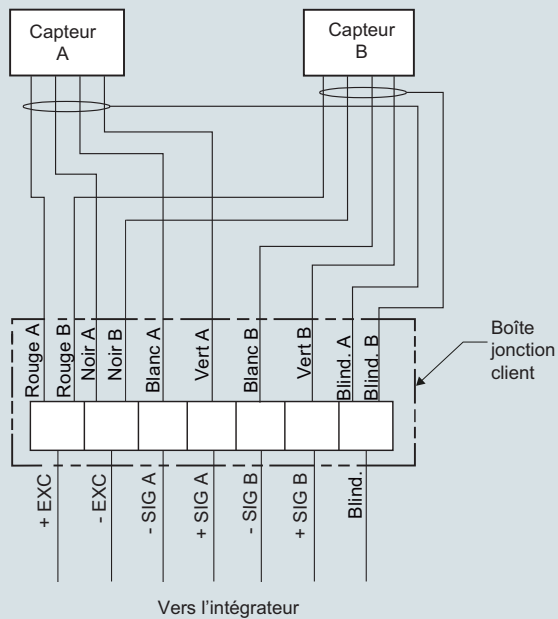 Capteur
A
Capteur
B
Rouge A
Rouge B
Noir A
Noir B
Blanc A
Vert A
Blanc B
Vert B
Blind. A
Blind. B
Boîte
jonction
client
+ EXC
- EXC
- SIG A
+ SIG A
- SIG B
+ SIG B
Blind.
Vers l'intégrateur